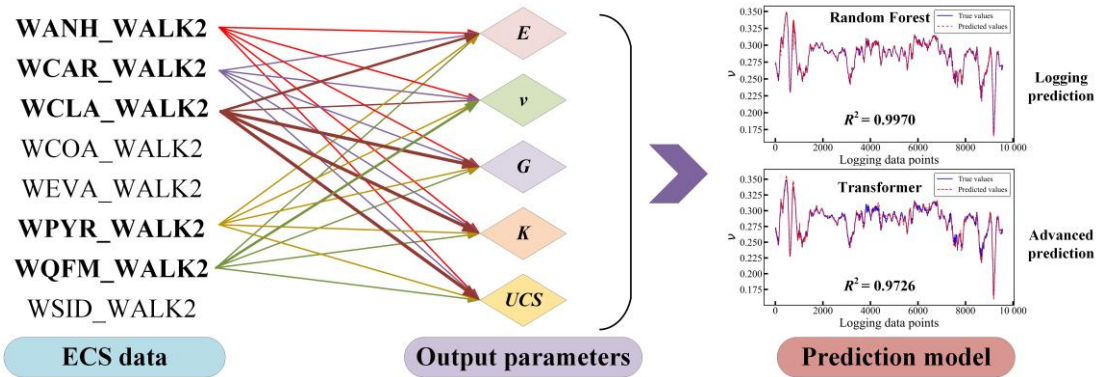 WANH_WALK2
WCAR_WALK2
WCLA_WALK2
WCOA_WALK2
WEVA_WALK2
WPYR_WALK2
WQFM_WALK2
WSID_WALK2
ECS data
E
v
G
K
UCS
Output parameters
Random Forest
True values
Predicted values
0.350
0.325
0.300
0.275
0.250
0.225
0.200
0.175
ν
R² = 0.9970
0 2000 4000 6000 8000 10 000
Logging data points
Logging
prediction
Transformer
True values
Predicted values
0.350
0.325
0.300
0.275
0.250
0.225
0.200
0.175
ν
R² = 0.9726
0 2000 4000 6000 8000 10 000
Logging data points
Advanced
prediction
Prediction model